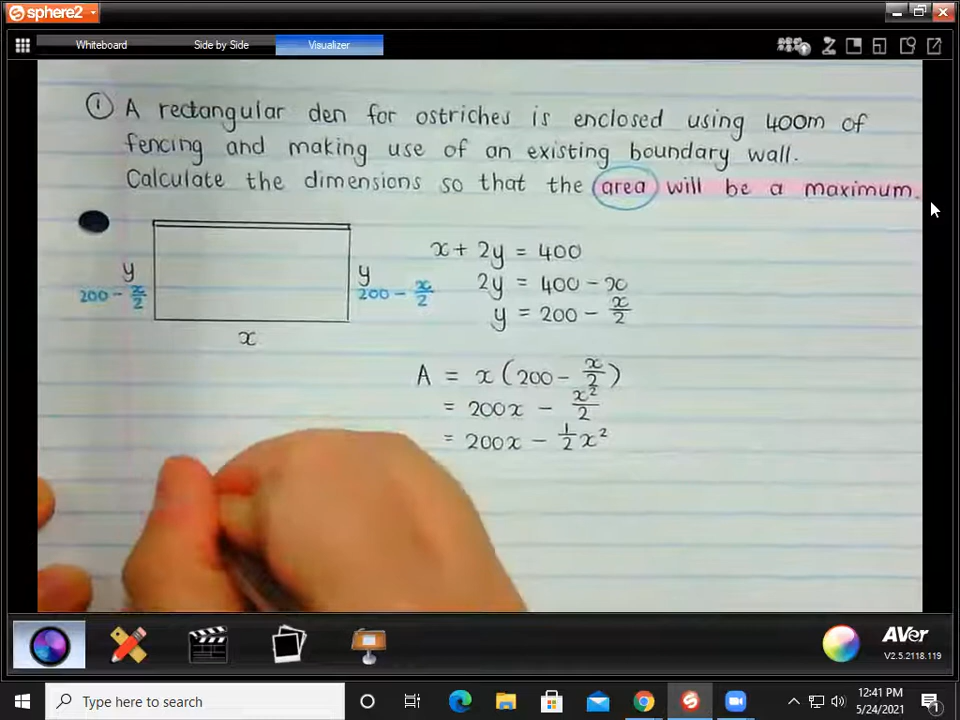 sphere2
Whiteboard
Side by Side
Visualizer
① A rectangular den for ostriches is enclosed using 400m of
fencing and making use of an existing boundary wall.
Calculate the dimensions so that the area will be a maximum.
y
200 - x/2
y
200 - x/2
x
x + 2y = 400
2y = 400 - x
y = 200 - x/2
A = x(200 - x/2)
= 200x - x²/2
= 200x - 1/2 x²
AVer
V2.5.2118.119
Type here to search
12:41 PM
5/24/2021
1